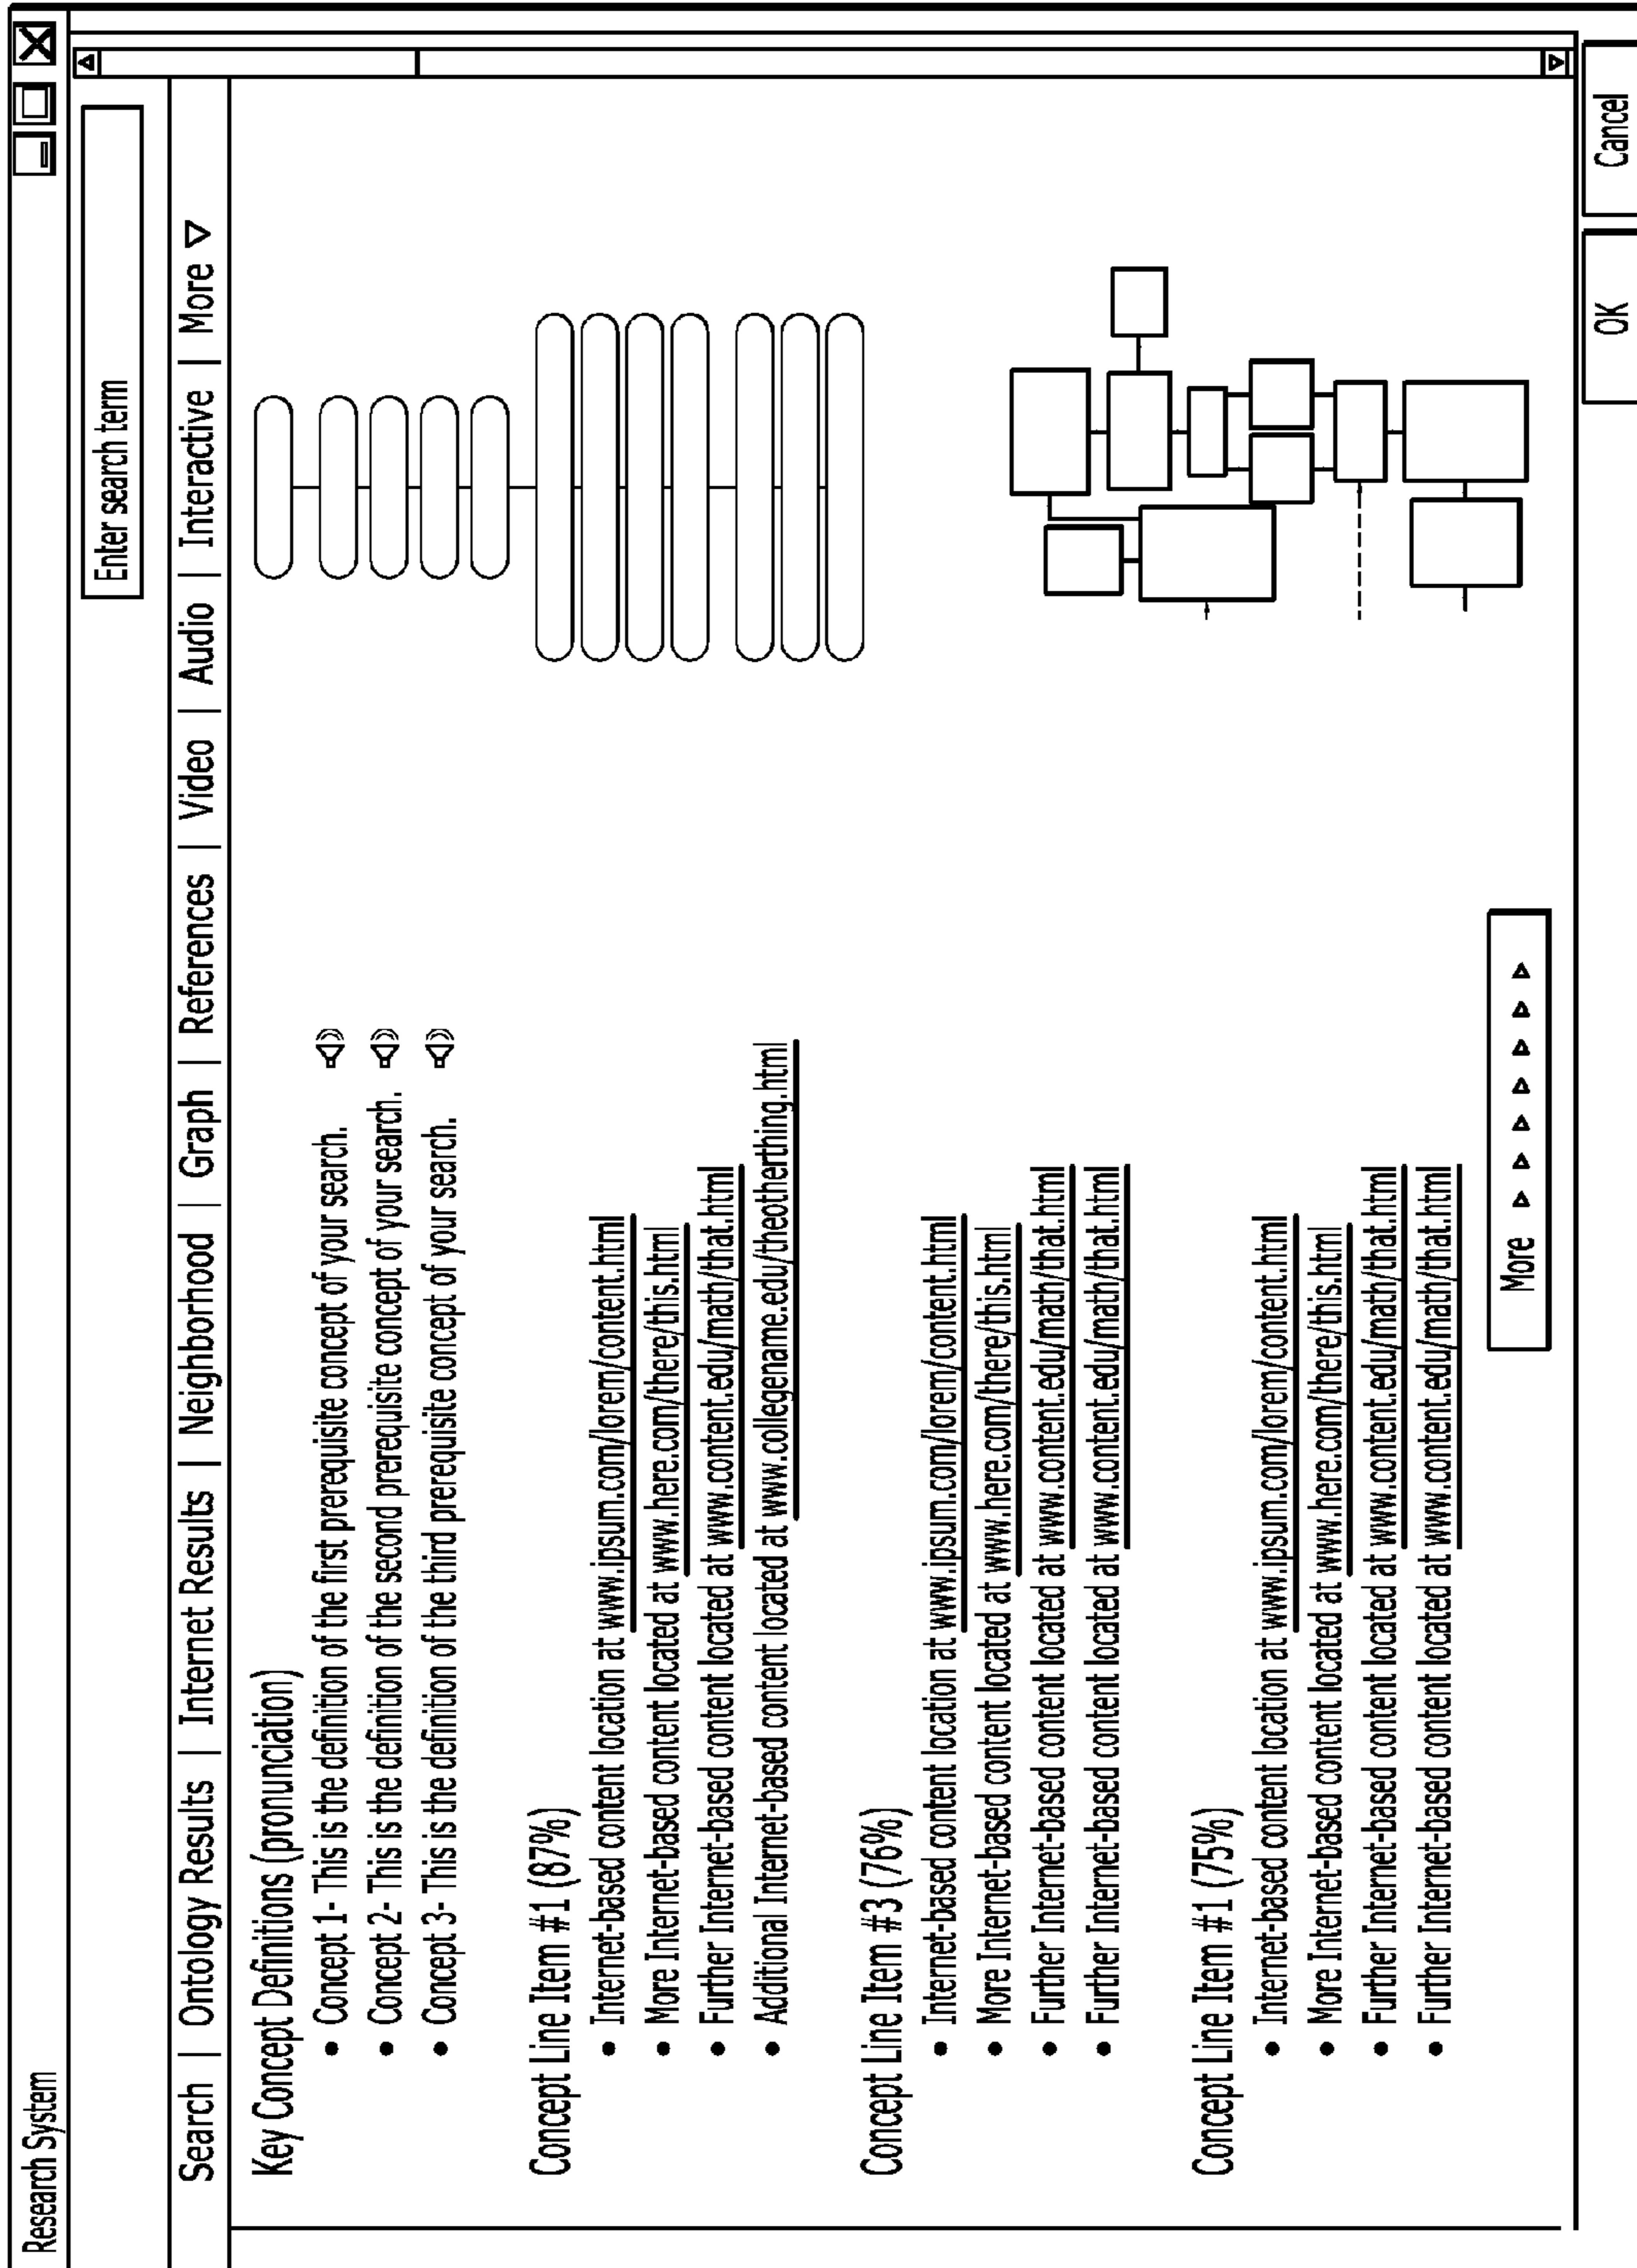 Research System
Enter search term
Search | Ontology Results | Internet Results | Neighborhood | Graph | References | Video | Audio | Interactive | More
Key Concept Definitions (pronunciation)
• Concept 1- This is the definition of the first prerequisite concept of your search.
• Concept 2- This is the definition of the second prerequisite concept of your search.
• Concept 3- This is the definition of the third prerequisite concept of your search.
Concept Line Item #1 (87%)
• Internet-based content location at www.ipsum.com/lorem/content.html
• More Internet-based content located at www.here.com/there/this.html
• Further Internet-based content located at www.content.edu/math/that.html
• Additional Internet-based content located at www.collegename.edu/theotherthing.html
Concept Line Item #3 (76%)
• Internet-based content location at www.ipsum.com/lorem/content.html
• More Internet-based content located at www.here.com/there/this.html
• Further Internet-based content located at www.content.edu/math/that.html
• Further Internet-based content located at www.content.edu/math/that.html
Concept Line Item #1 (75%)
• Internet-based content location at www.ipsum.com/lorem/content.html
• More Internet-based content located at www.here.com/there/this.html
• Further Internet-based content located at www.content.edu/math/that.html
• Further Internet-based content located at www.content.edu/math/that.html
More
OK
Cancel